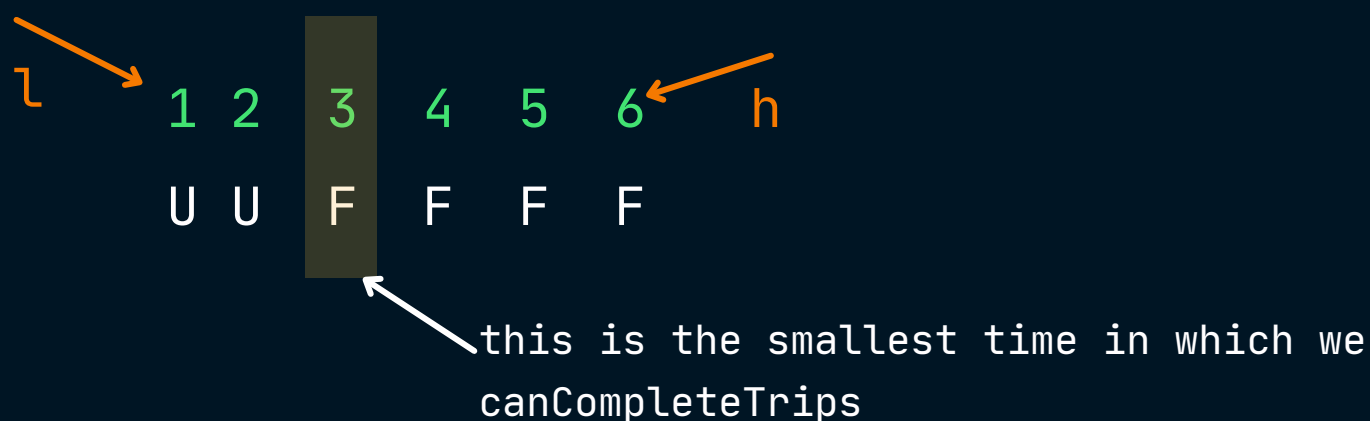 l
1 2 3 4 5 6 h
U U F F F F
this is the smallest time in which we
canCompleteTrips